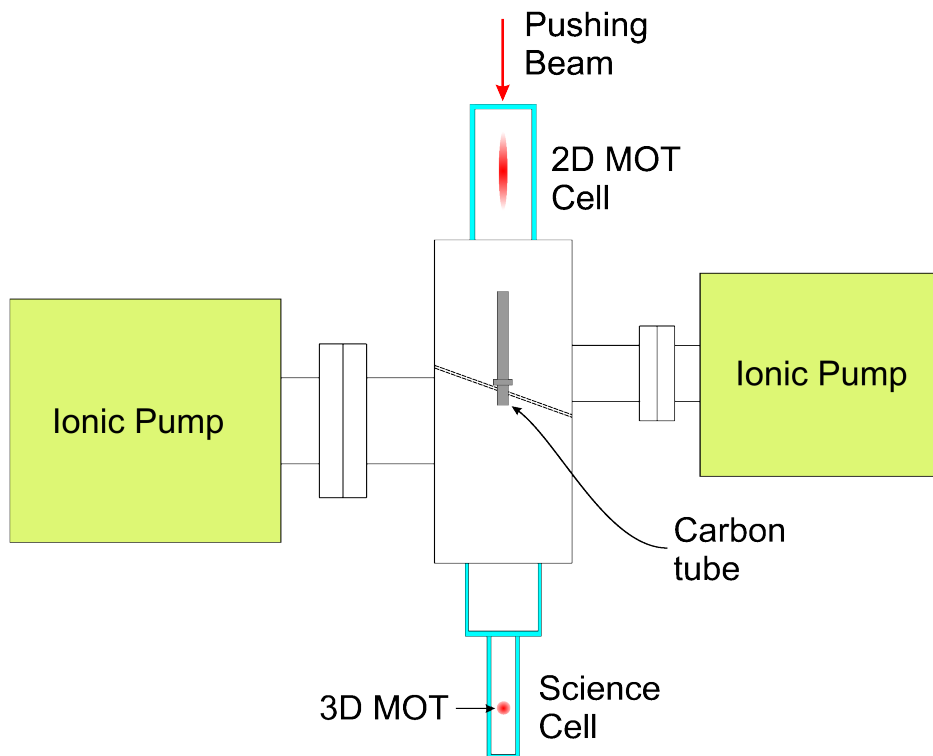 Pushing
Beam
2D MOT
Cell
Ionic Pump
Ionic Pump
Carbon
tube
Science
Cell
3D MOT